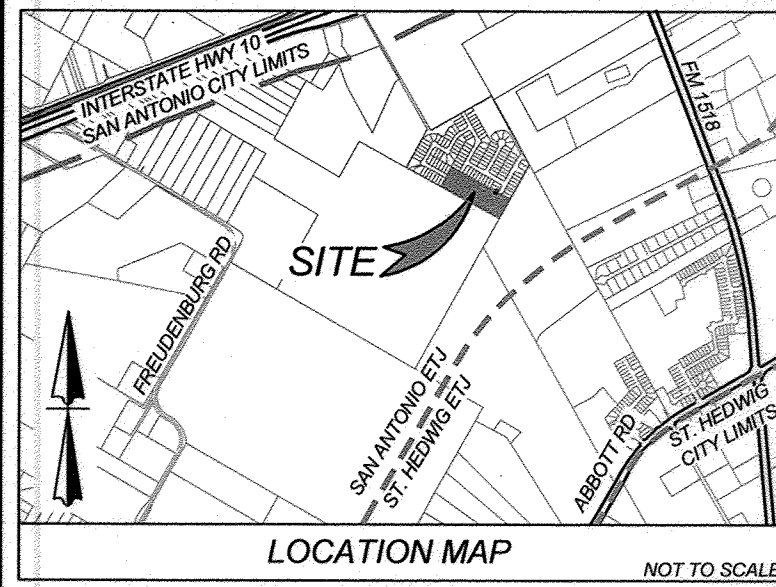 INTERSTATE HWY 10
SAN ANTONIO CITY LIMITS
FM 1518
SITE
FREUDENBURG RD
SAN ANTONIO ETJ
ST. HEDWIG ETJ
ABBOTT RD
ST. HEDWIG
CITY LIMITS
LOCATION MAP
NOT TO SCALE